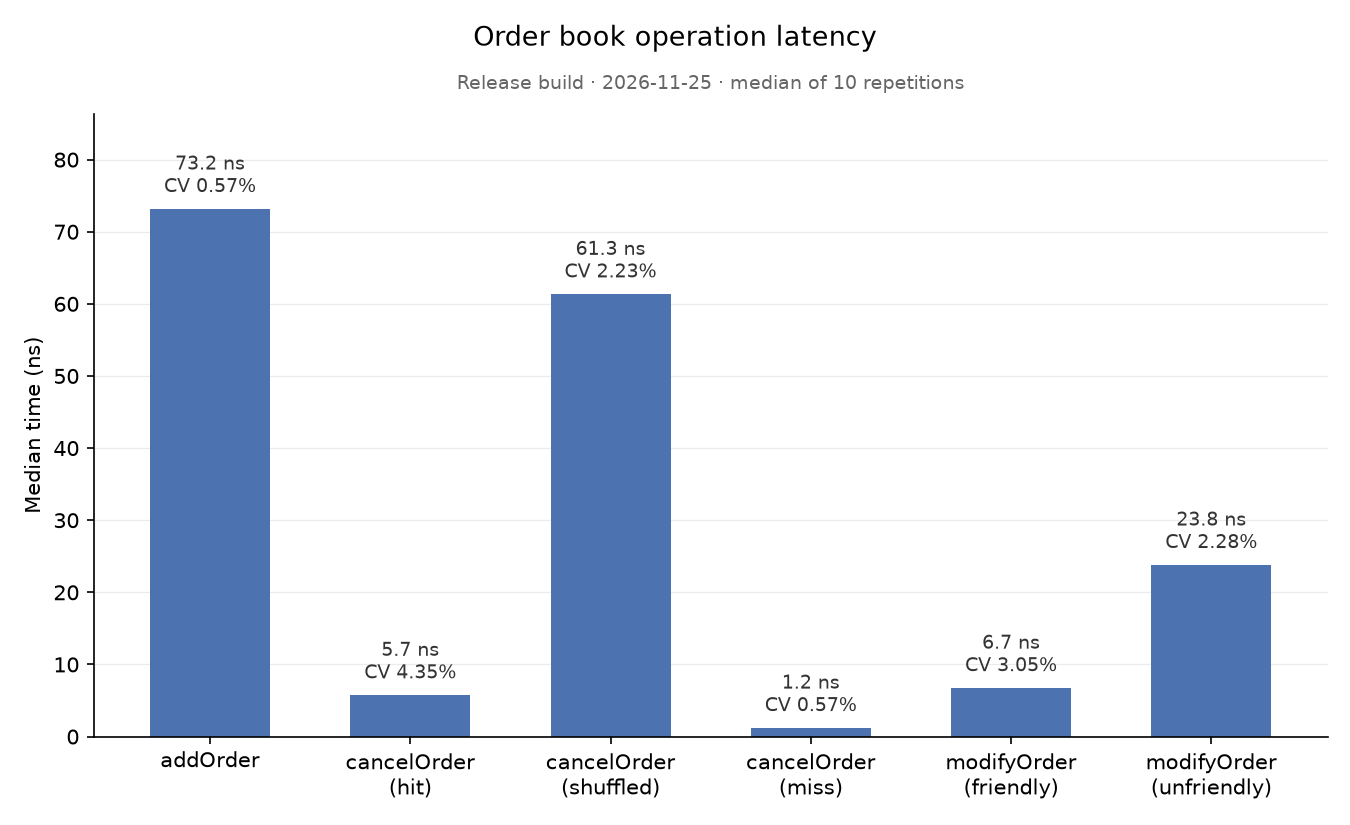 Order book operation latency
Release build · 2026-11-25 · median of 10 repetitions
Median time (ns)
80
70
60
50
40
30
20
10
0
73.2 ns
CV 0.57%
5.7 ns
CV 4.35%
61.3 ns
CV 2.23%
1.2 ns
CV 0.57%
6.7 ns
CV 3.05%
23.8 ns
CV 2.28%
addOrder
cancelOrder
(hit)
cancelOrder
(shuffled)
cancelOrder
(miss)
modifyOrder
(friendly)
modifyOrder
(unfriendly)